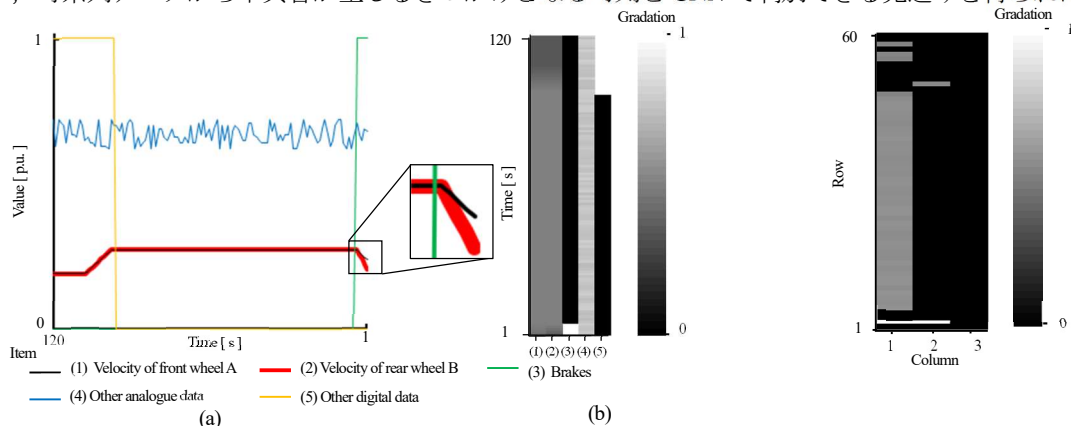 Gradation
1
0
Value [ p.u. ]
120
Time [ s ]
1
120
Time [ s ]
1
(1) (2) (3) (4) (5)
1
0
Gradation
60
Row
1
1 2 3
Column
0
Item
(1) Velocity of front wheel A
(2) Velocity of rear wheel B
(3) Brakes
(4) Other analogue data
(5) Other digital data
(a)
(b)